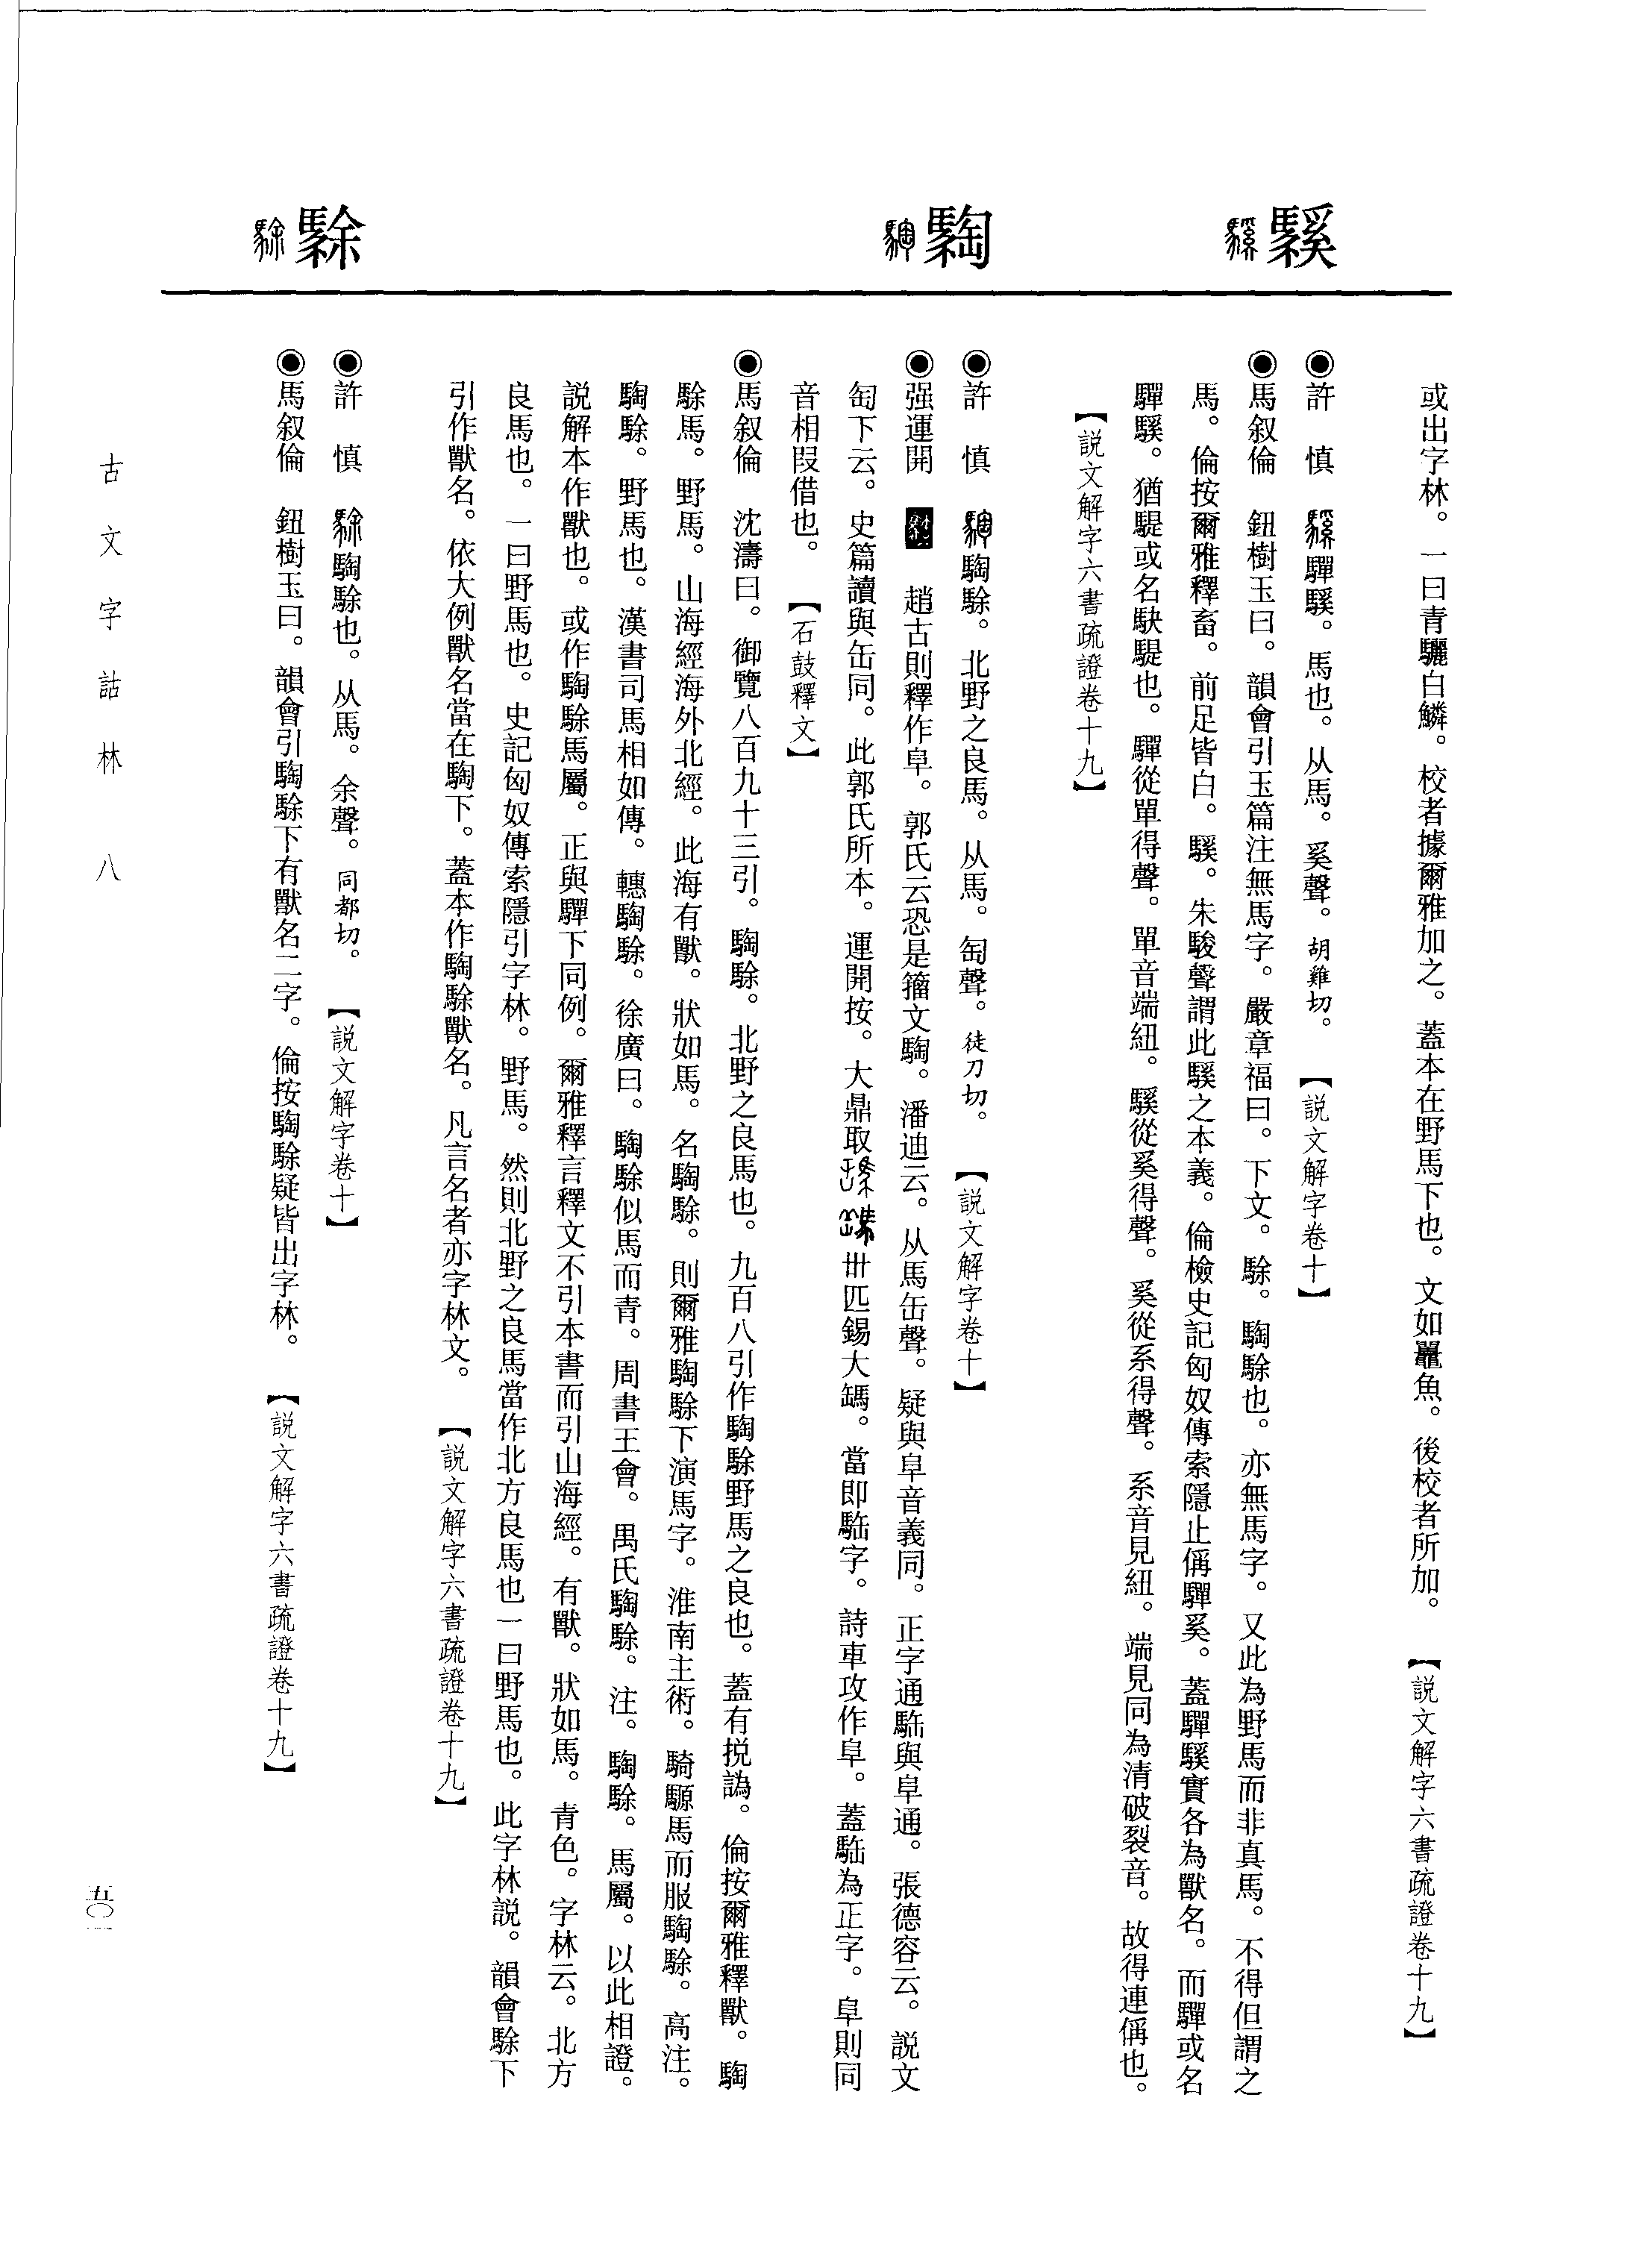 騱
騊
駼
或出字林。一曰青驪白鱗。校者據爾雅加之。蓋本在野馬下也。文如鼉魚。後校者所加。　【説文解字六書疏證卷十九】
◉許　慎　驒騱。馬也。从馬。奚聲。胡雞切。　【説文解字卷十】
◉馬叙倫　鈕樹玉曰。韻會引玉篇注無馬字。嚴章福曰。下文。駼。騊駼也。亦無馬字。又此為野馬而非真馬。不得但謂之
馬。倫按爾雅釋畜。前足皆白。騱。朱駿聲謂此騱之本義。倫檢史記匈奴傳索隱止偁驒奚。蓋驒騱實各為獸名。而驒或名
驒騱。猶騠或名駃騠也。驒從單得聲。單音端紐。騱從奚得聲。奚從系得聲。系音見紐。端見同為清破裂音。故得連偁也。
【説文解字六書疏證卷十九】
◉許　慎　騊駼。北野之良馬。从馬。匋聲。徒刀切。　【説文解字卷十】
◉强運開　趙古則釋作阜。郭氏云恐是籀文騊。潘迪云。从馬缶聲。疑與阜音義同。正字通䮀與阜通。張德容云。説文
匋下云。史篇讀與缶同。此郭氏所本。運開按。大鼎取卅匹錫大䮀。當即䮀字。詩車攻作阜。蓋䮀為正字。阜則同
音相叚借也。　【石鼓釋文】
◉馬叙倫　沈濤曰。御覽八百九十三引。騊駼。北野之良馬也。九百八引作騊駼野馬之良也。蓋有挩譌。倫按爾雅釋獸。騊
駼馬。野馬。山海經海外北經。此海有獸。狀如馬。名騊駼。則爾雅騊駼下演馬字。淮南主術。騎騵馬而服騊駼。高注。
騊駼。野馬也。漢書司馬相如傳。轊騊駼。徐廣曰。騊駼似馬而青。周書王會。禺氏騊駼。注。騊駼。馬屬。以此相證。
説解本作獸也。或作騊駼馬屬。正與驒下同例。爾雅釋言釋文不引本書而引山海經。有獸。狀如馬。青色。字林云。北方
良馬也。一曰野馬也。史記匈奴傳索隱引字林。野馬。然則北野之良馬當作北方良馬也一曰野馬也。此字林説。韻會駼下
引作獸名。依大例獸名當在騊下。蓋本作騊駼獸名。凡言名者亦字林文。　【説文解字六書疏證卷十九】
◉許　慎　騊駼也。从馬。余聲。同都切。　【説文解字卷十】
◉馬叙倫　鈕樹玉曰。韻會引騊駼下有獸名二字。倫按騊駼疑皆出字林。　【説文解字六書疏證卷十九】
古文字詁林　八
五〇一